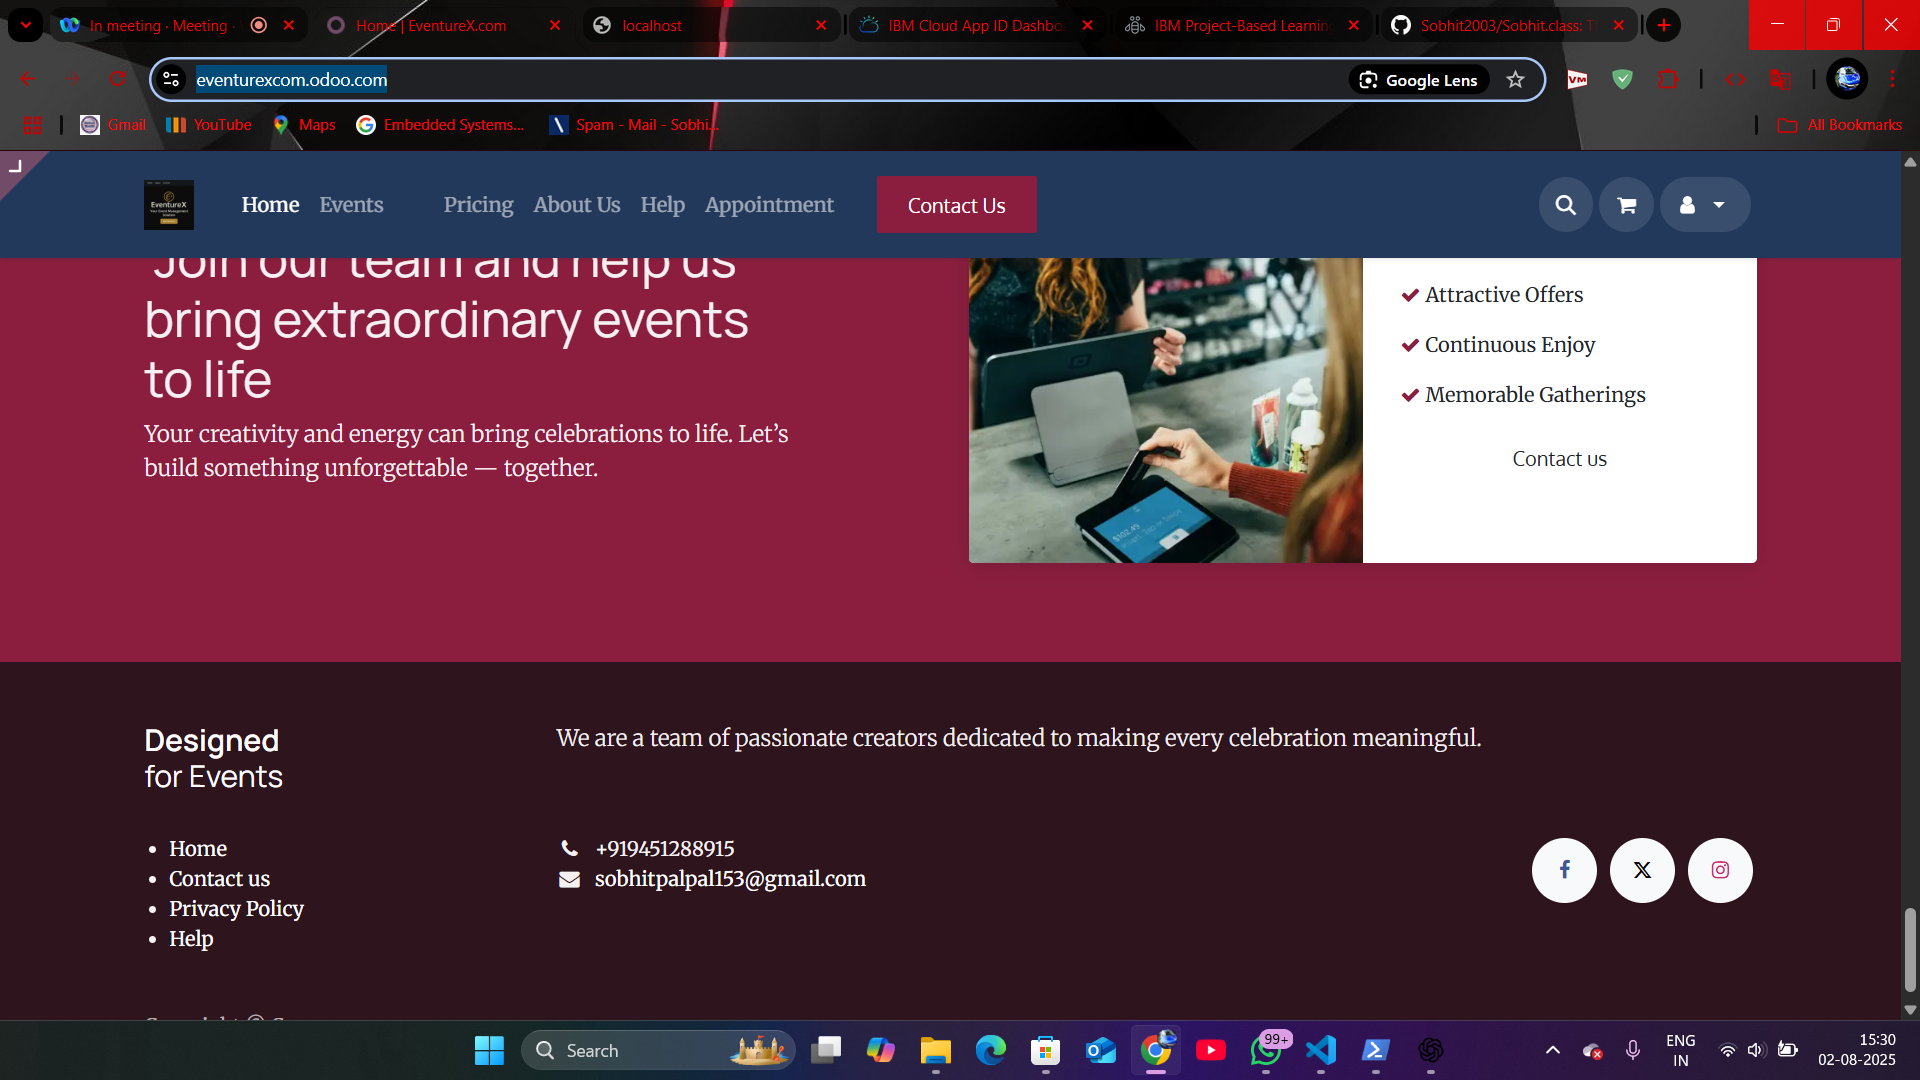 In meeting · Meeting
Home | EventureX.com
localhost
IBM Cloud App ID Dashbo
IBM Project-Based Learnin
Sobhit2003/Sobhit.class: T
eventurexcom.odoo.com
Google Lens
Gmail
YouTube
Maps
Embedded Systems...
Spam - Mail - Sobhi...
All Bookmarks
EventureX
Home
Events
Pricing
About Us
Help
Appointment
Contact Us
Join our team and help us
bring extraordinary events
to life
Your creativity and energy can bring celebrations to life. Let's
build something unforgettable — together.
Attractive Offers
Continuous Enjoy
Memorable Gatherings
Contact us
Designed
for Events
We are a team of passionate creators dedicated to making every celebration meaningful.
Home
Contact us
Privacy Policy
Help
+919451288915
sobhitpalpal153@gmail.com
Search
99+
ENG
IN
15:30
02-08-2025